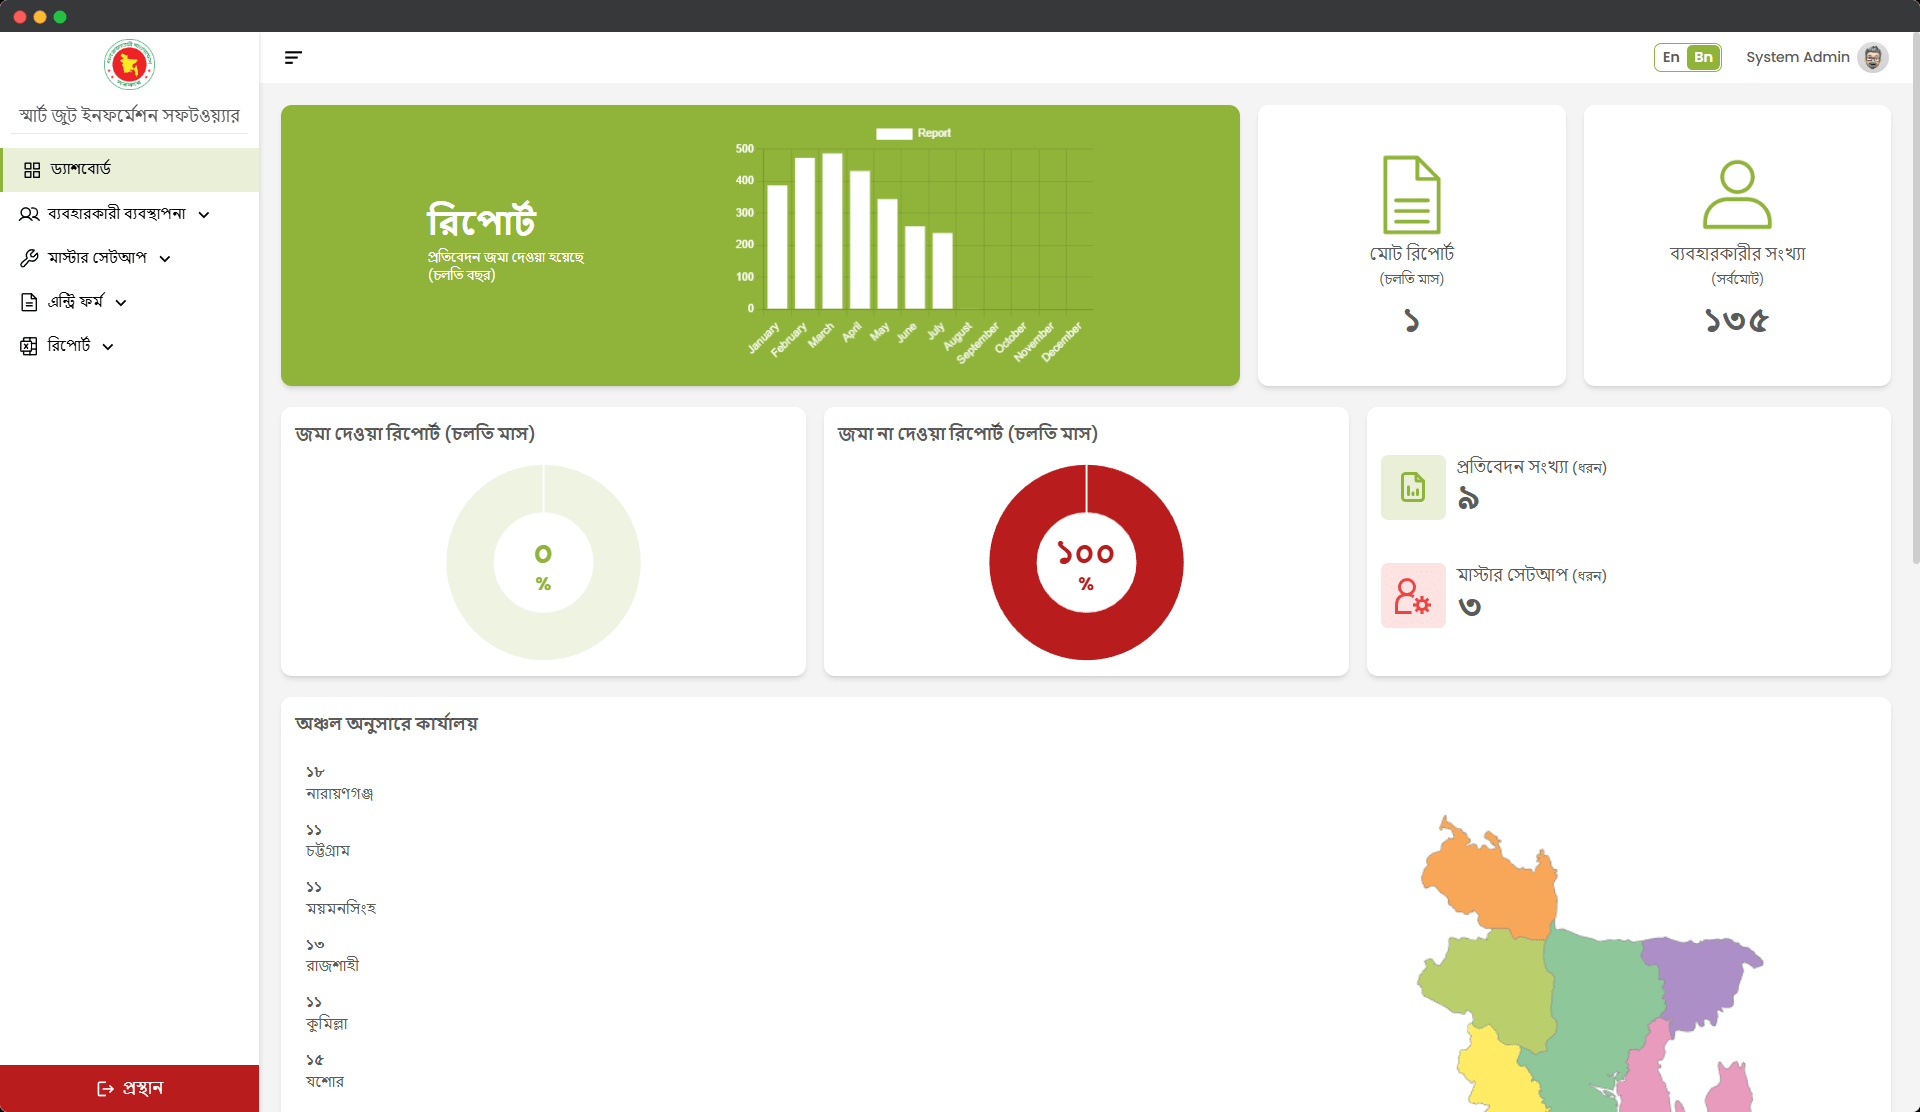 স্মার্ট জুট ইনফর্মেশন সফটওয়্যার
ড্যাশবোর্ড
ব্যবহারকারী ব্যবস্থাপনা
মাস্টার সেটআপ
এন্ট্রি ফর্ম
রিপোর্ট
প্রস্থান
En Bn
System Admin
রিপোর্ট
প্রতিবেদন জমা দেওয়া হয়েছে
(চলতি বছর)
Report
500
400
300
200
100
0
January
February
March
April
May
June
July
August
September
October
November
December
মোট রিপোর্ট
(চলতি মাস)
১
ব্যবহারকারীর সংখ্যা
(সর্বমোট)
১৩৫
জমা দেওয়া রিপোর্ট (চলতি মাস)
০
%
জমা না দেওয়া রিপোর্ট (চলতি মাস)
১০০
%
প্রতিবেদন সংখ্যা (ধরন)
৯
মাস্টার সেটআপ (ধরন)
৩
অঞ্চল অনুসারে কার্যালয়
১৮
নারায়ণগঞ্জ
১১
চট্টগ্রাম
১১
ময়মনসিংহ
১৩
রাজশাহী
১১
কুমিল্লা
১৫
যশোর